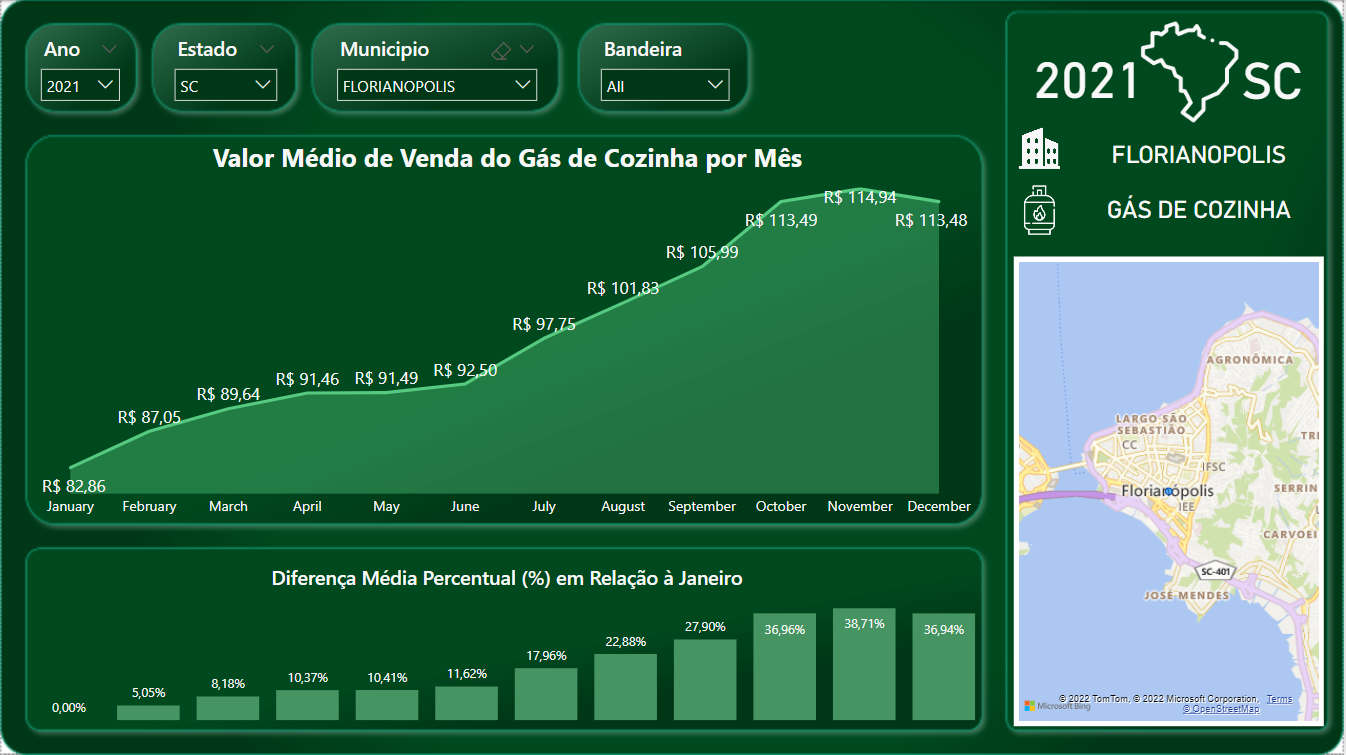 Ano
2021
Estado
SC
Municipio
FLORIANOPOLIS
Bandeira
All
2021 SC
FLORIANOPOLIS
GÁS DE COZINHA
Valor Médio de Venda do Gás de Cozinha por Mês
R$ 82,86
R$ 87,05
R$ 89,64
R$ 91,46
R$ 91,49
R$ 92,50
R$ 97,75
R$ 101,83
R$ 105,99
R$ 113,49
R$ 114,94
R$ 113,48
January February March April May June July August September October November December
Diferença Média Percentual (%) em Relação à Janeiro
0,00%
5,05%
8,18%
10,37%
10,41%
11,62%
17,96%
22,88%
27,90%
36,96%
38,71%
36,94%
AGRONÔMICA
LARGO SÃO
SEBASTIÃO
CC
TRI
IFSC
Florianópolis
SERRIN
IEE
CARVOEI
SC-401
JOSÉ MENDES
© 2022 TomTom, © 2022 Microsoft Corporation, Terms
Microsoft Bing
© OpenStreetMap